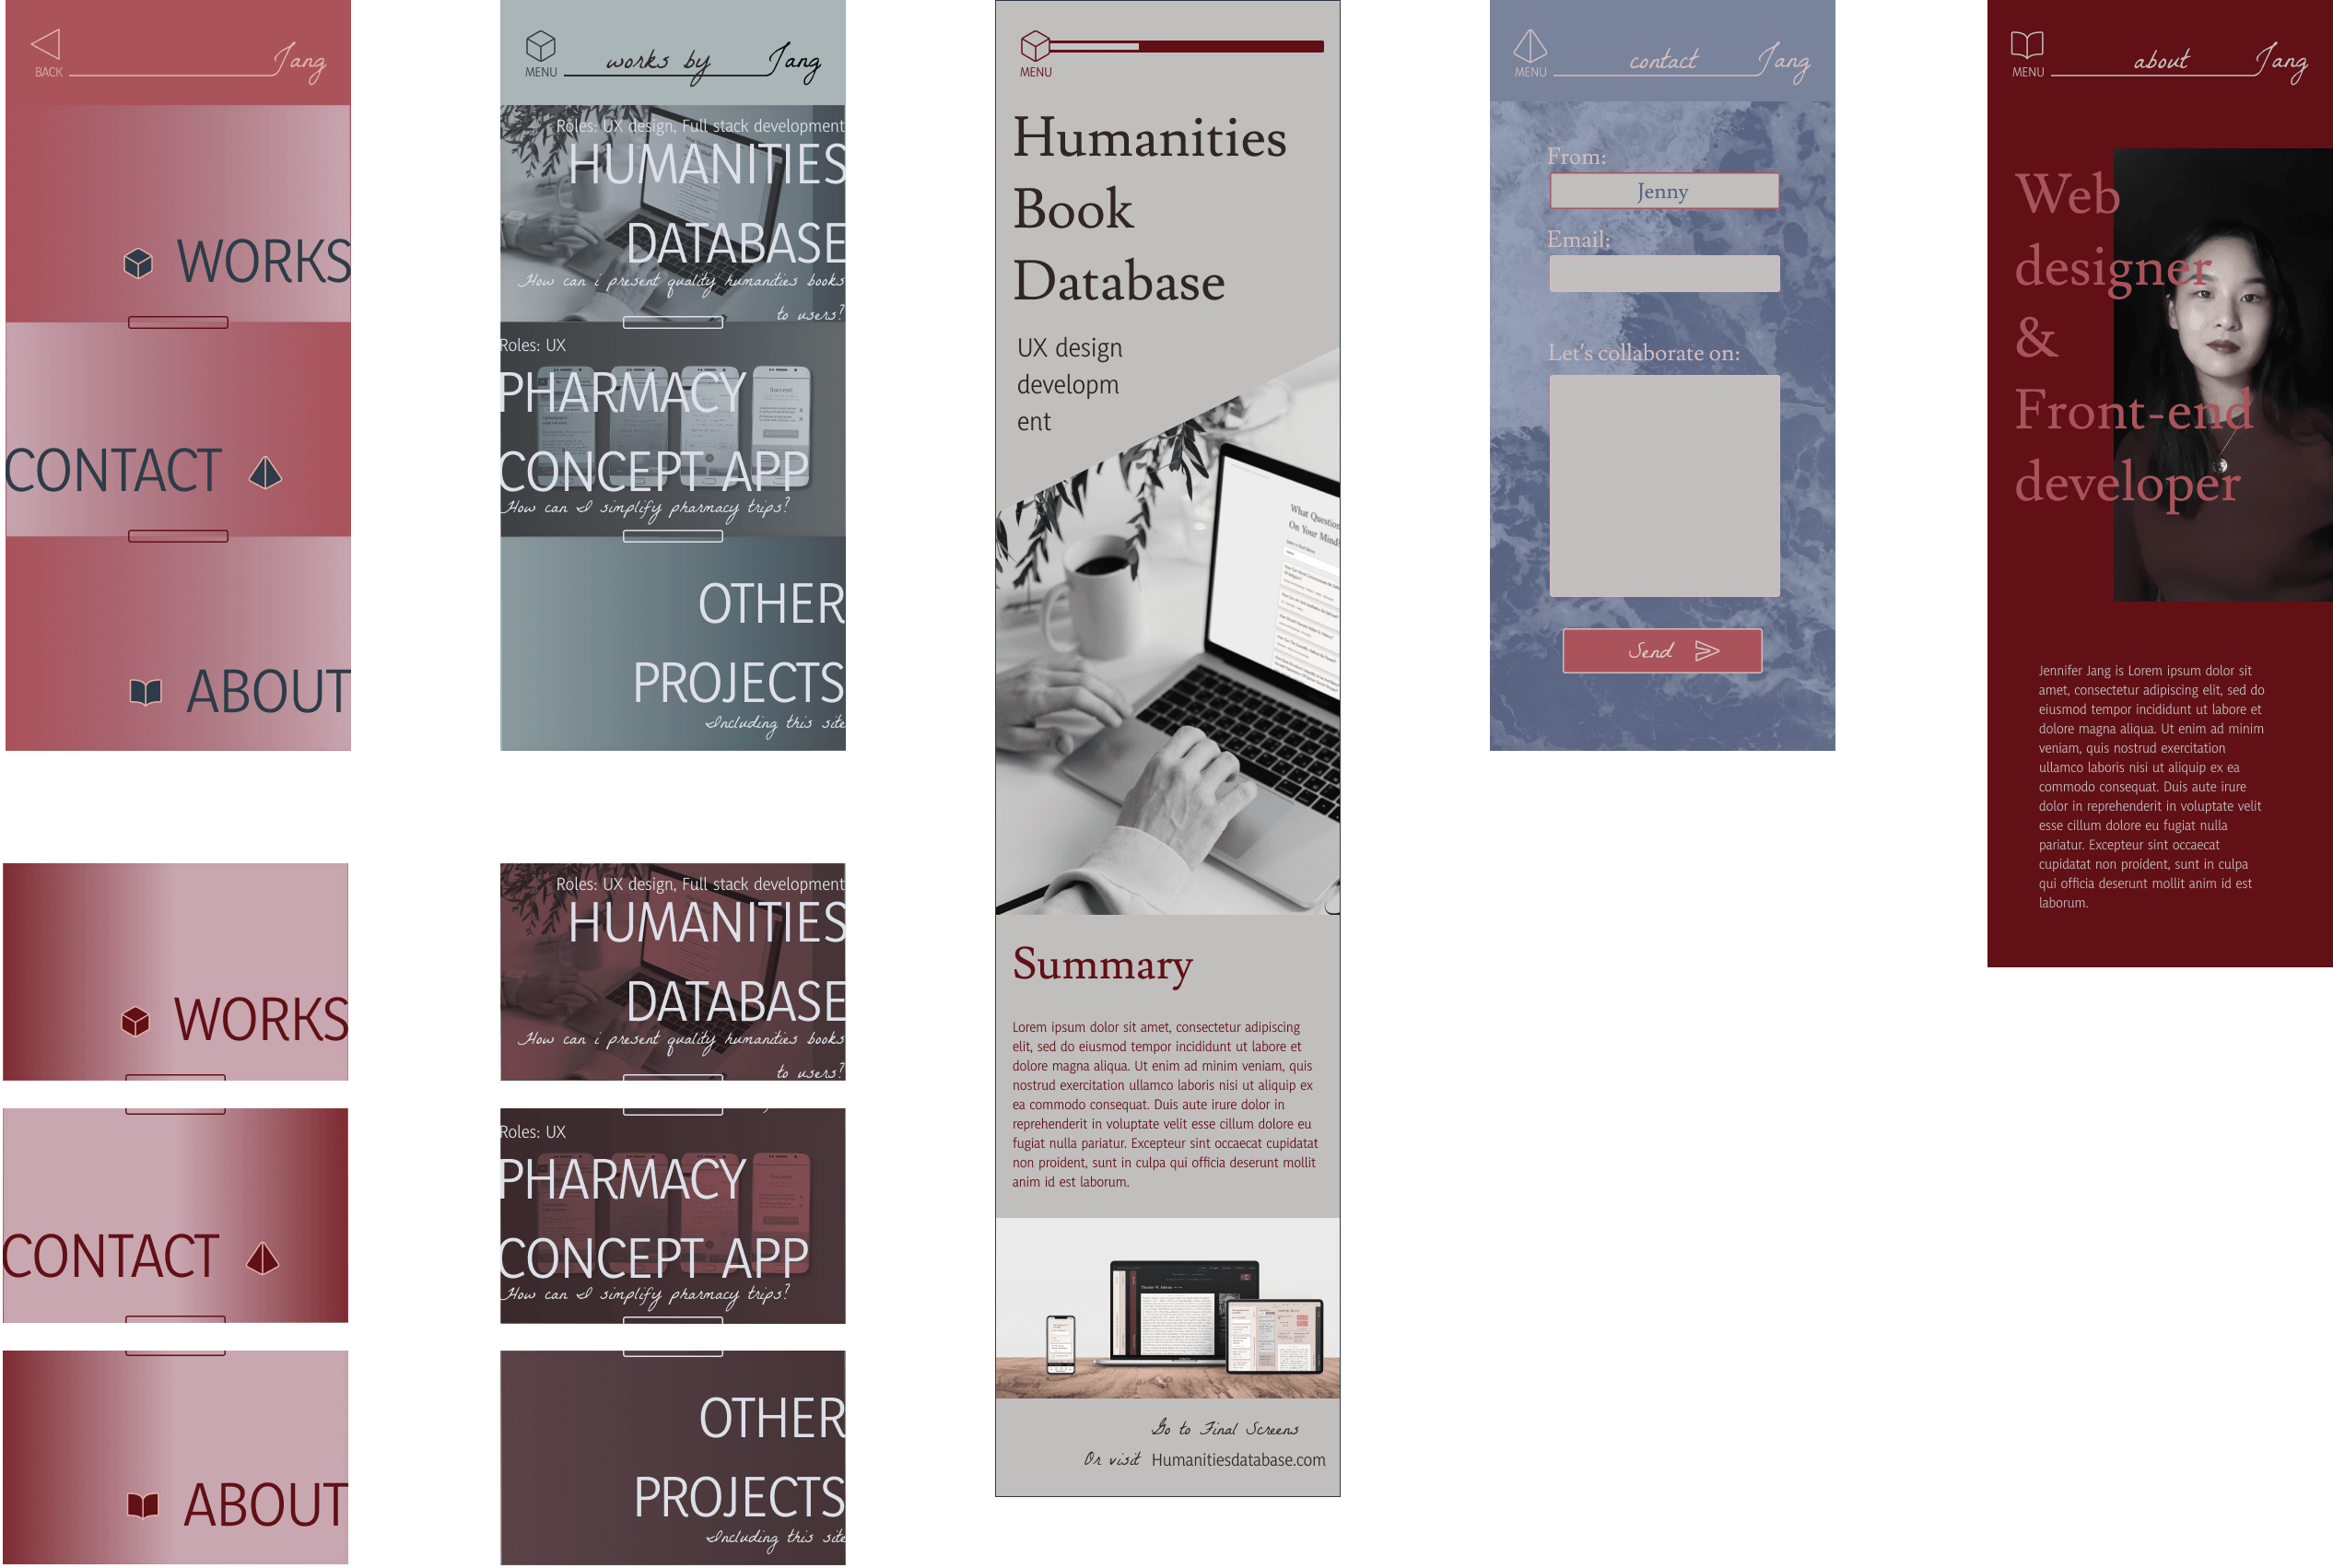 BACK
Jang
WORKS
CONTACT
ABOUT
MENU
works by Jang
Roles: UX design, Full stack development
HUMANITIES
DATABASE
How can i present quality humanities books
to users?
Roles: UX
PHARMACY
CONCEPT APP
How can I simplify pharmacy trips?
Success!
OTHER
PROJECTS
Including this site
MENU
Humanities
Book
Database
UX design
developm
ent
What Question
On Your Mind?
Summary
Lorem ipsum dolor sit amet, consectetur adipiscing
elit, sed do eiusmod tempor incididunt ut labore et
dolore magna aliqua. Ut enim ad minim veniam, quis
nostrud exercitation ullamco laboris nisi ut aliquip ex
ea commodo consequat. Duis aute irure dolor in
reprehenderit in voluptate velit esse cillum dolore eu
fugiat nulla pariatur. Excepteur sint occaecat cupidatat
non proident, sunt in culpa qui officia deserunt mollit
anim id est laborum.
Go to Final Screens
Or visit Humanitiesdatabase.com
MENU
contact Jang
From:
Jenny
Email:
Let's collaborate on:
Send
MENU
about Jang
Web
designer
&
Front-end
developer
Jennifer Jang is Lorem ipsum dolor sit
amet, consectetur adipiscing elit, sed do
eiusmod tempor incididunt ut labore et
dolore magna aliqua. Ut enim ad minim
veniam, quis nostrud exercitation
ullamco laboris nisi ut aliquip ex ea
commodo consequat. Duis aute irure
dolor in reprehenderit in voluptate velit
esse cillum dolore eu fugiat nulla
pariatur. Excepteur sint occaecat
cupidatat non proident, sunt in culpa
qui officia deserunt mollit anim id est
laborum.
WORKS
CONTACT
ABOUT
Roles: UX design, Full stack development
HUMANITIES
DATABASE
How can i present quality humanities books
to users?
Roles: UX
PHARMACY
CONCEPT APP
How can I simplify pharmacy trips?
OTHER
PROJECTS
Including this site